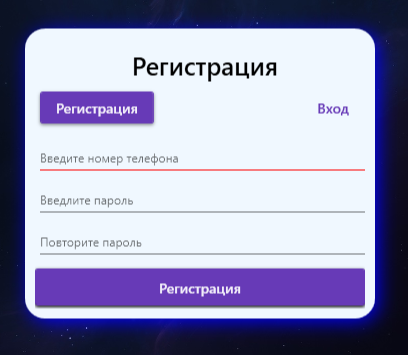 Регистрация
Регистрация Вход
Введите номер телефона
Введлите пароль
Повторите пароль
Регистрация